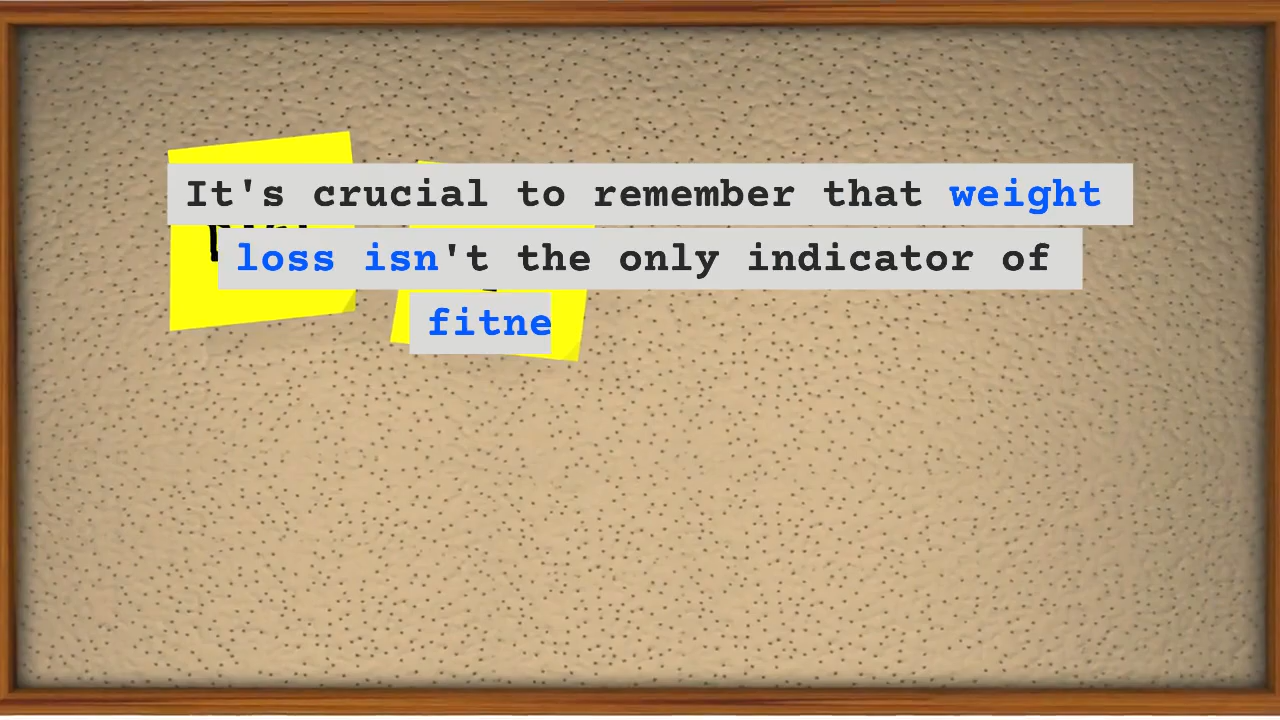 It's crucial to remember that weight
loss isn't the only indicator of
fitne